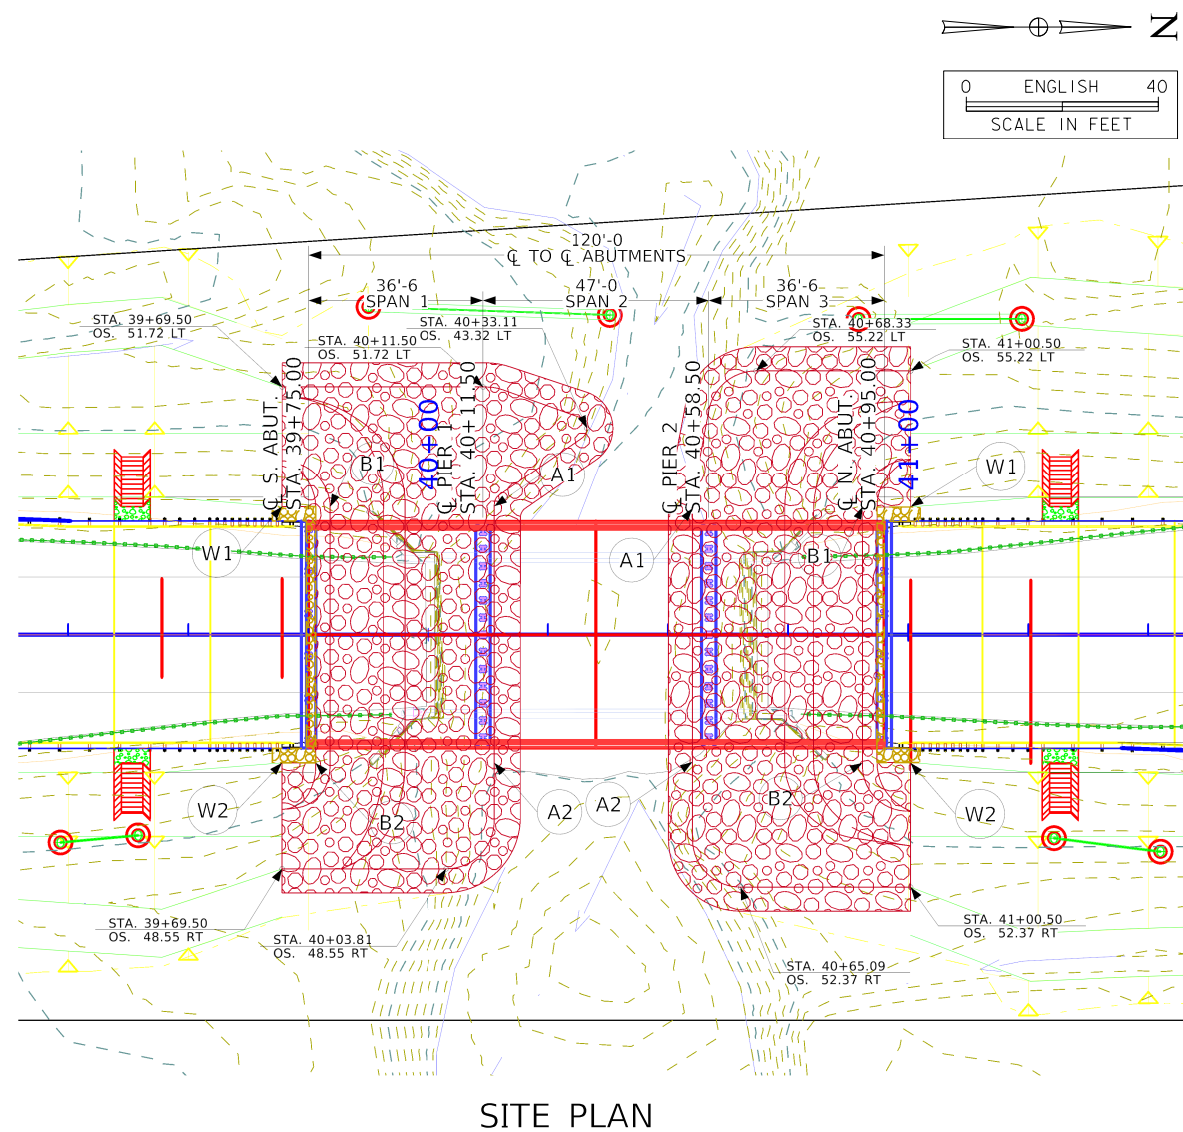 N
0 ENGLISH 40
SCALE IN FEET
120'-0
℄ TO ℄ ABUTMENTS
36'-6
SPAN 1
47'-0
SPAN 2
36'-6
SPAN 3
STA. 39+69.50
OS. 51.72 LT
STA. 40+11.50
OS. 51.72 LT
STA. 40+33.11
OS. 43.32 LT
STA. 40+68.33
OS. 55.22 LT
STA. 41+00.50
OS. 55.22 LT
℄ S. ABUT.
STA. 39+75.00
40+00
℄ PIER 1
STA. 40+11.50
℄ PIER 2
STA. 40+58.50
℄ N. ABUT.
STA. 40+95.00
41+00
B1
A1
W1
W1
A1
B1
W2
B2
A2
A2
B2
W2
STA. 39+69.50
OS. 48.55 RT
STA. 40+03.81
OS. 48.55 RT
STA. 40+65.09
OS. 52.37 RT
STA. 41+00.50
OS. 52.37 RT
SITE PLAN